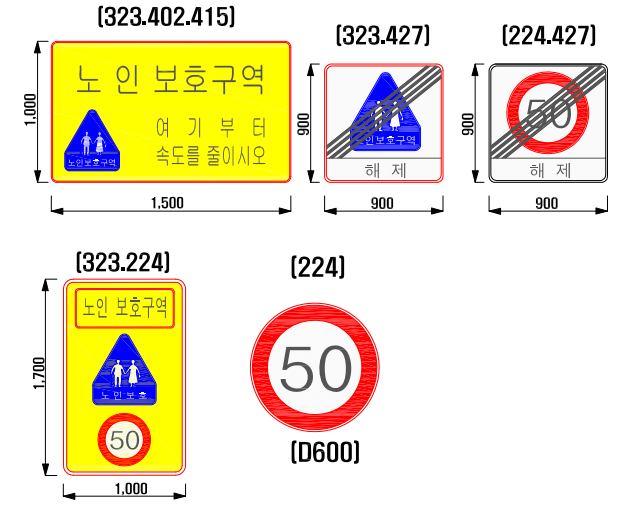 (323.402.415)
1,000
노 인 보호구역
여 기 부 터
속도를 줄이시오
노인보호구역
1,500
(323.427)
900
노인보호구역
해 제
900
(224.427)
900
50
해 제
900
(323.224)
1,700
노인 보호구역
노 인 보 호
50
1,000
(224)
50
(D600)